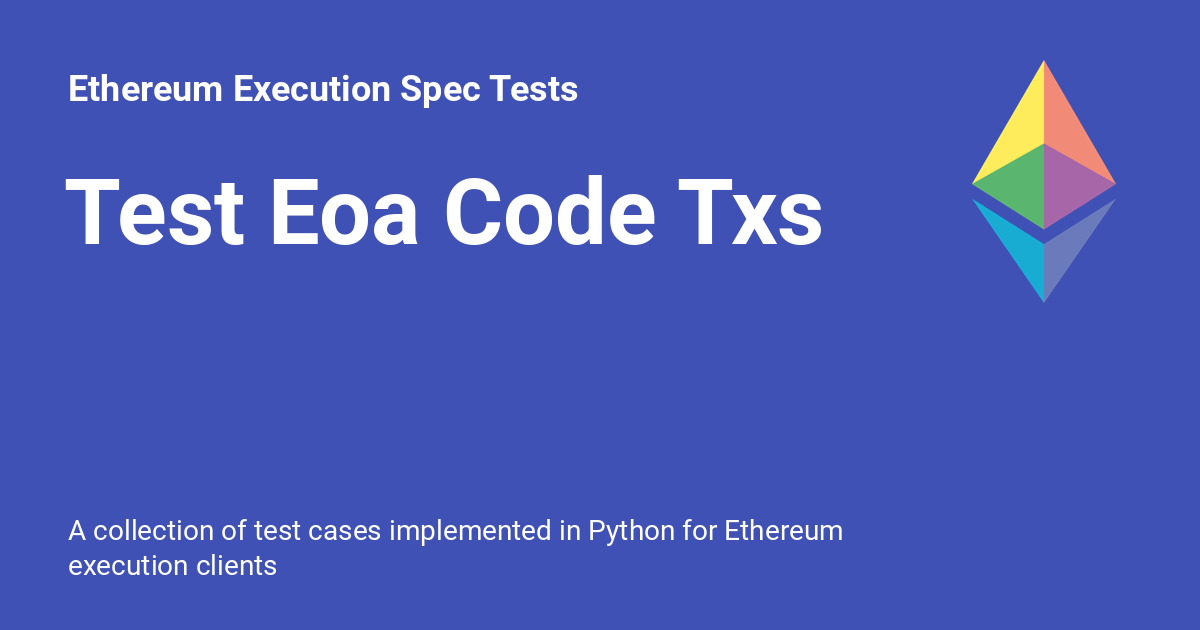 Ethereum Execution Spec Tests
Test Eoa Code Txs
A collection of test cases implemented in Python for Ethereum
execution clients